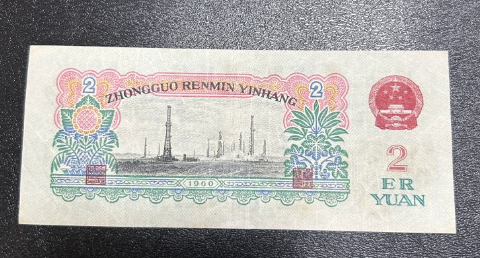 2 2
ZHONGGUO RENMIN YINHANG
1960
2
ER
YUAN